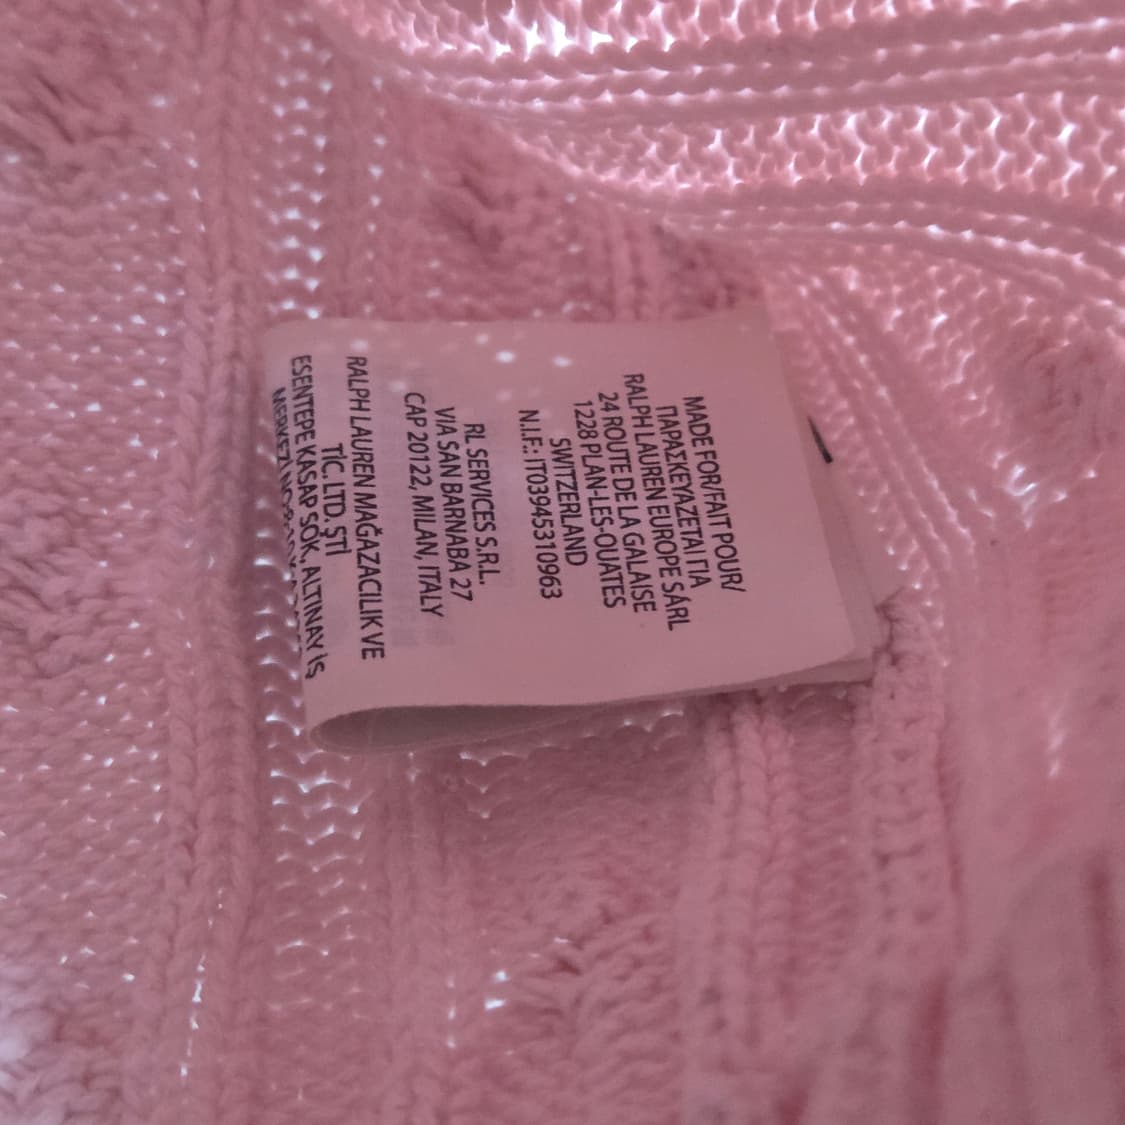 MADE FOR/FAIT POUR/
ΠΑΡΑΣΚΕΥΑΖΕΤΑΙ ΓΙΑ
RALPH LAUREN EUROPE SÀRL
24 ROUTE DE LA GALAISE
1228 PLAN-LES-OUATES
SWITZERLAND
N.I.F.: IT03945310963
RL SERVICES S.R.L.
VIA SAN BARNABA 27
CAP 20122, MILAN, ITALY
RALPH LAUREN MAĞAZACILIK VE
TİC. LTD. ŞTİ
ESENTEPE KASAP SOK, ALTINAY İŞ
MERKEZİ